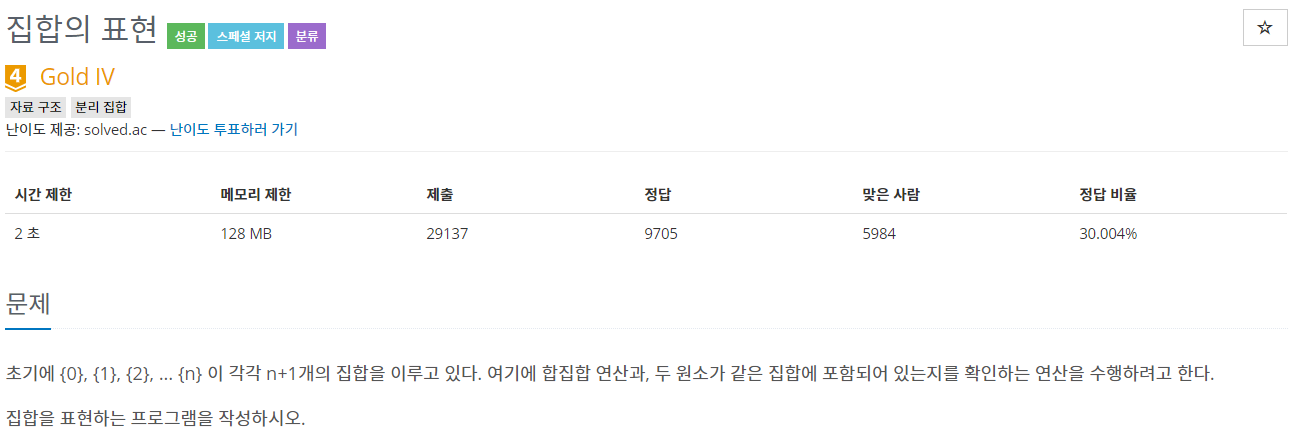 집합의 표현 성공 스페셜 저지 분류
☆
4 Gold IV
자료 구조 분리 집합
난이도 제공: solved.ac — 난이도 투표하러 가기
시간 제한 메모리 제한 제출 정답 맞은 사람 정답 비율
2 초 128 MB 29137 9705 5984 30.004%
문제
초기에 {0}, {1}, {2}, ... {n} 이 각각 n+1개의 집합을 이루고 있다. 여기에 합집합 연산과, 두 원소가 같은 집합에 포함되어 있는지를 확인하는 연산을 수행하려고 한다.
집합을 표현하는 프로그램을 작성하시오.